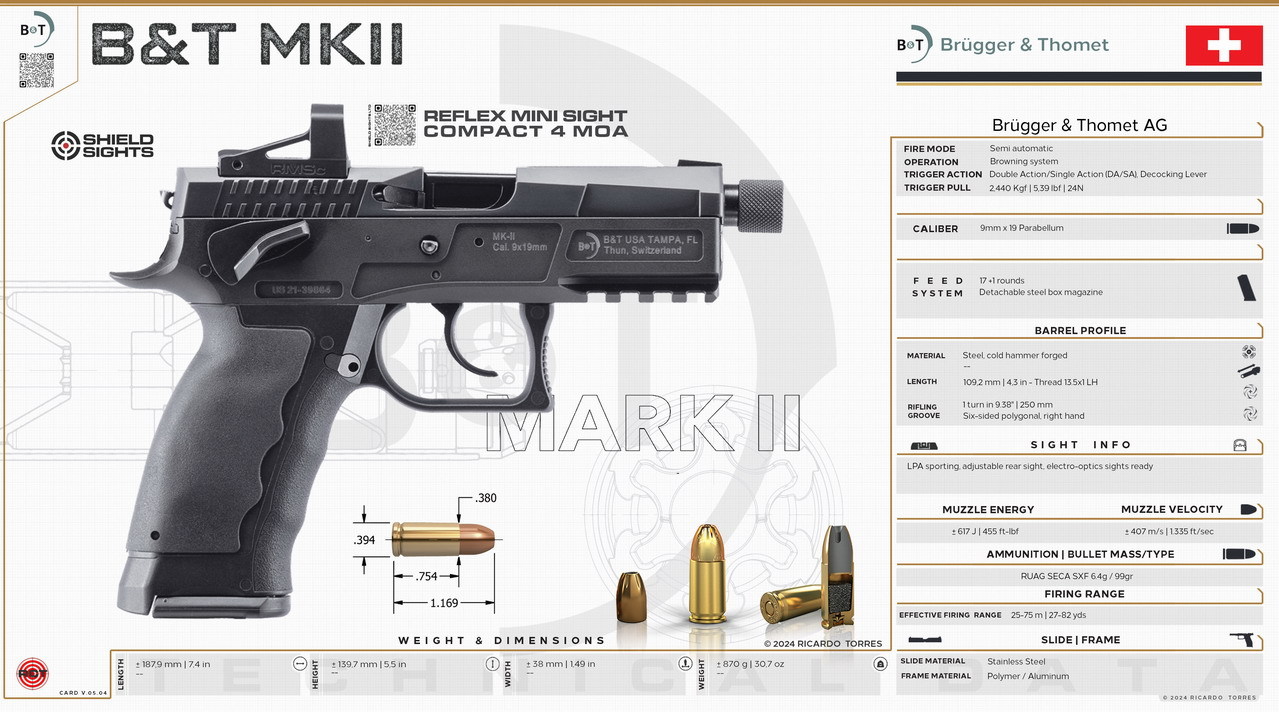 B&T
B&T MKII
SHIELD
SIGHTS
REFLEX MINI SIGHT
COMPACT 4 MOA
RMSc
MK-II
Cal. 9x19mm
B&T
B&T USA TAMPA, FL
Thun, Switzerland
US 21-39664
B&T
MARK II
.380
.394
.754
1.169
© 2024 RICARDO TORRES
WEIGHT & DIMENSIONS
LENGTH
± 187.9 mm | 7.4 in
--
HEIGHT
± 139.7 mm | 5.5 in
--
WIDTH
± 38 mm | 1.49 in
--
WEIGHT
± 870 g | 30.7 oz
--
TECHNICAL DATA
CARD V.05.04
B&T Brügger & Thomet
Brügger & Thomet AG
FIRE MODE Semi automatic
OPERATION Browning system
TRIGGER ACTION Double Action/Single Action (DA/SA), Decocking Lever
TRIGGER PULL 2,440 Kgf | 5,39 lbf | 24N
CALIBER 9mm x 19 Parabellum
FEED SYSTEM 17 +1 rounds
Detachable steel box magazine
BARREL PROFILE
MATERIAL Steel, cold hammer forged
--
LENGTH 109,2 mm | 4,3 in - Thread 13.5x1 LH
RIFLING GROOVE 1 turn in 9.38" | 250 mm
Six-sided polygonal, right hand
SIGHT INFO
LPA sporting, adjustable rear sight, electro-optics sights ready
MUZZLE ENERGY MUZZLE VELOCITY
± 617 J | 455 ft-lbf ± 407 m/s | 1.335 ft/sec
AMMUNITION | BULLET MASS/TYPE
RUAG SECA SXF 6.4g / 99gr
FIRING RANGE
EFFECTIVE FIRING RANGE 25-75 m | 27-82 yds
SLIDE | FRAME
SLIDE MATERIAL Stainless Steel
FRAME MATERIAL Polymer / Aluminum
© 2024 RICARDO TORRES